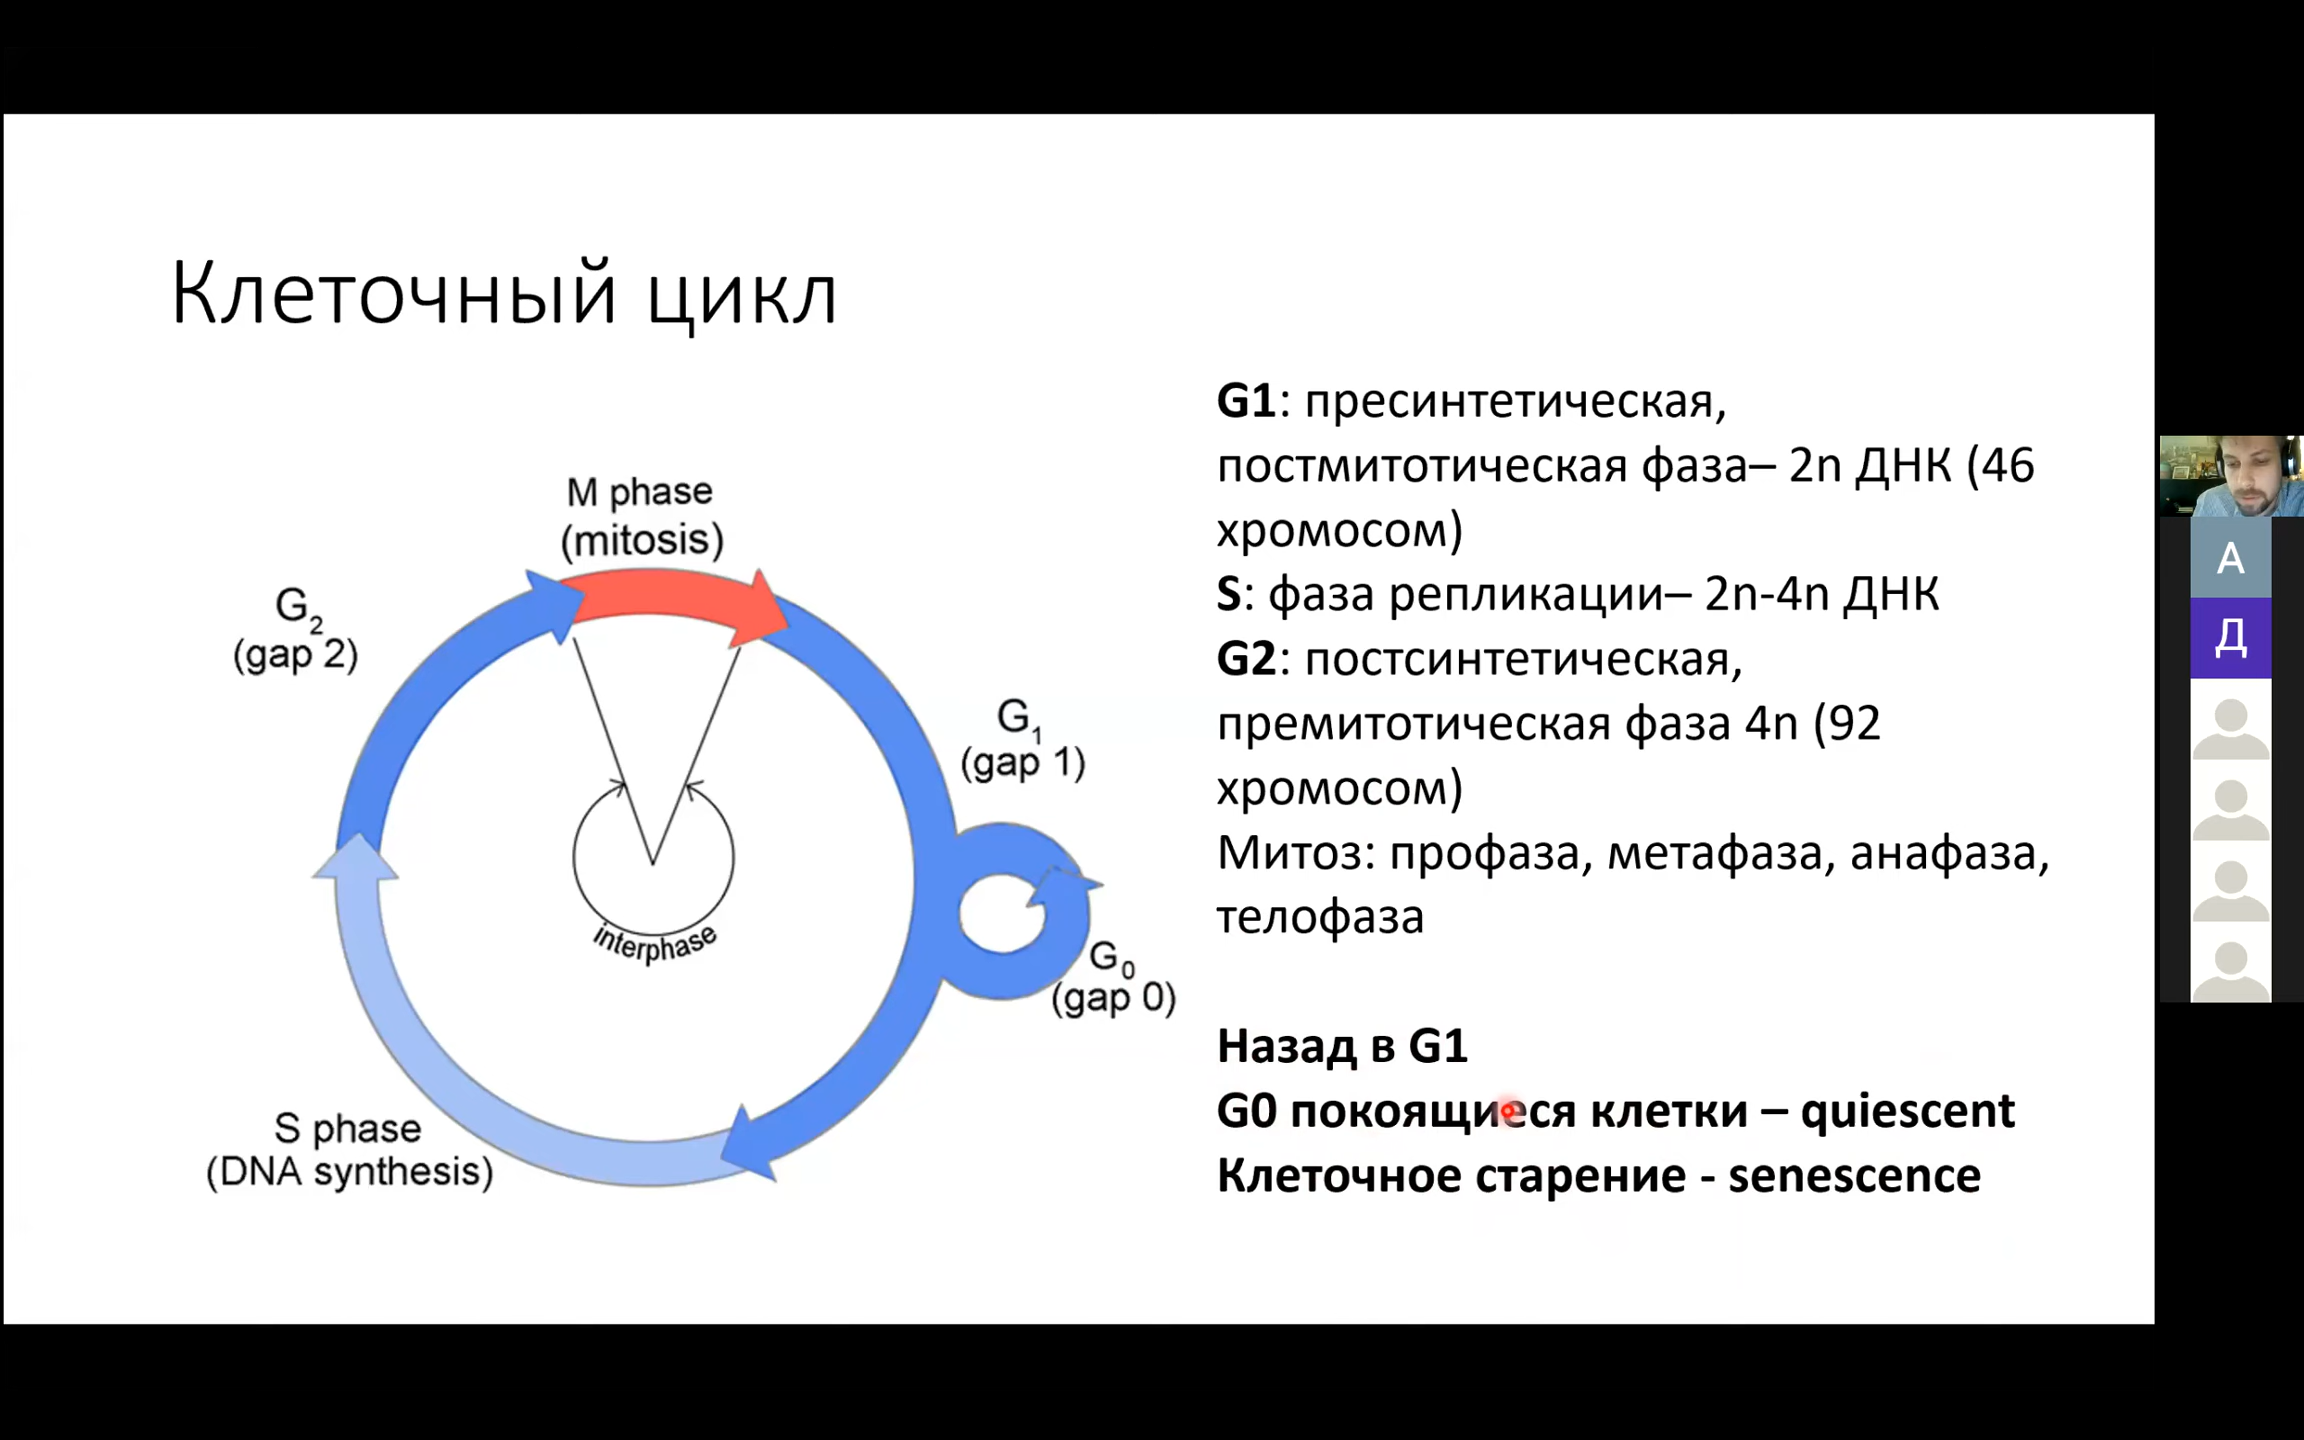 Клеточный цикл
M phase
(mitosis)
G2
(gap 2)
G1
(gap 1)
interphase
G0
(gap 0)
S phase
(DNA synthesis)
G1: пресинтетическая,
постмитотическая фаза– 2n ДНК (46
хромосом)
S: фаза репликации– 2n-4n ДНК
G2: постсинтетическая,
премитотическая фаза 4n (92
хромосом)
Митоз: профаза, метафаза, анафаза,
телофаза
Назад в G1
G0 покоящиеся клетки – quiescent
Клеточное старение - senescence
А
Д